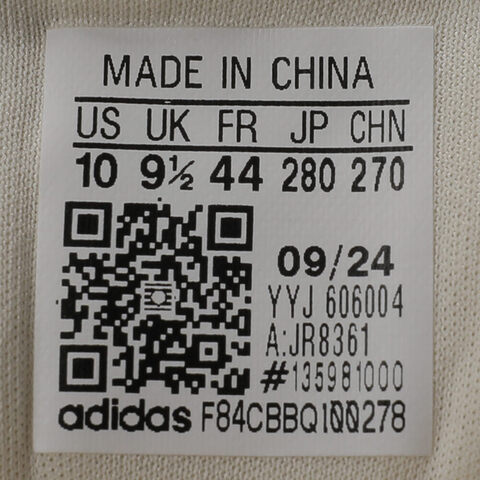 MADE IN CHINA
US UK FR JP CHN
10 9½ 44 280 270
09/24
YYJ 606004
A:JR8361
#135981000
adidas F84CBBQ100278